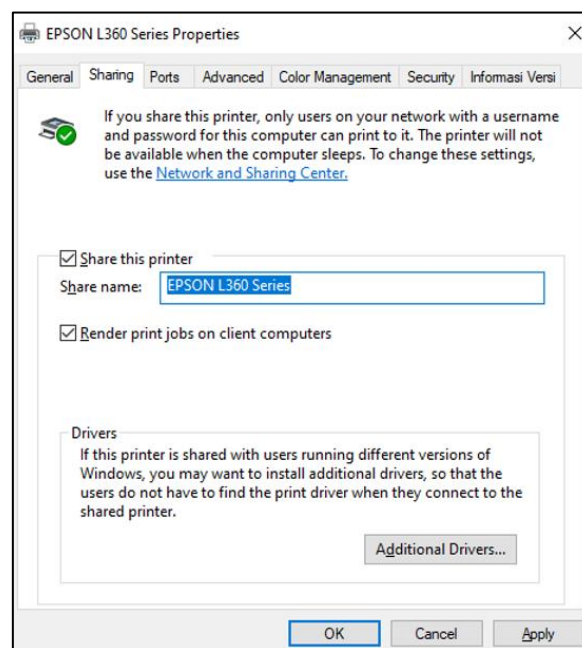 EPSON L360 Series Properties
General Sharing Ports Advanced Color Management Security Informasi Versi
If you share this printer, only users on your network with a username
and password for this computer can print to it. The printer will not
be available when the computer sleeps. To change these settings,
use the Network and Sharing Center.
Share this printer
Share name: EPSON L360 Series
Render print jobs on client computers
Drivers
If this printer is shared with users running different versions of
Windows, you may want to install additional drivers, so that the
users do not have to find the print driver when they connect to the
shared printer.
Additional Drivers...
OK Cancel Apply